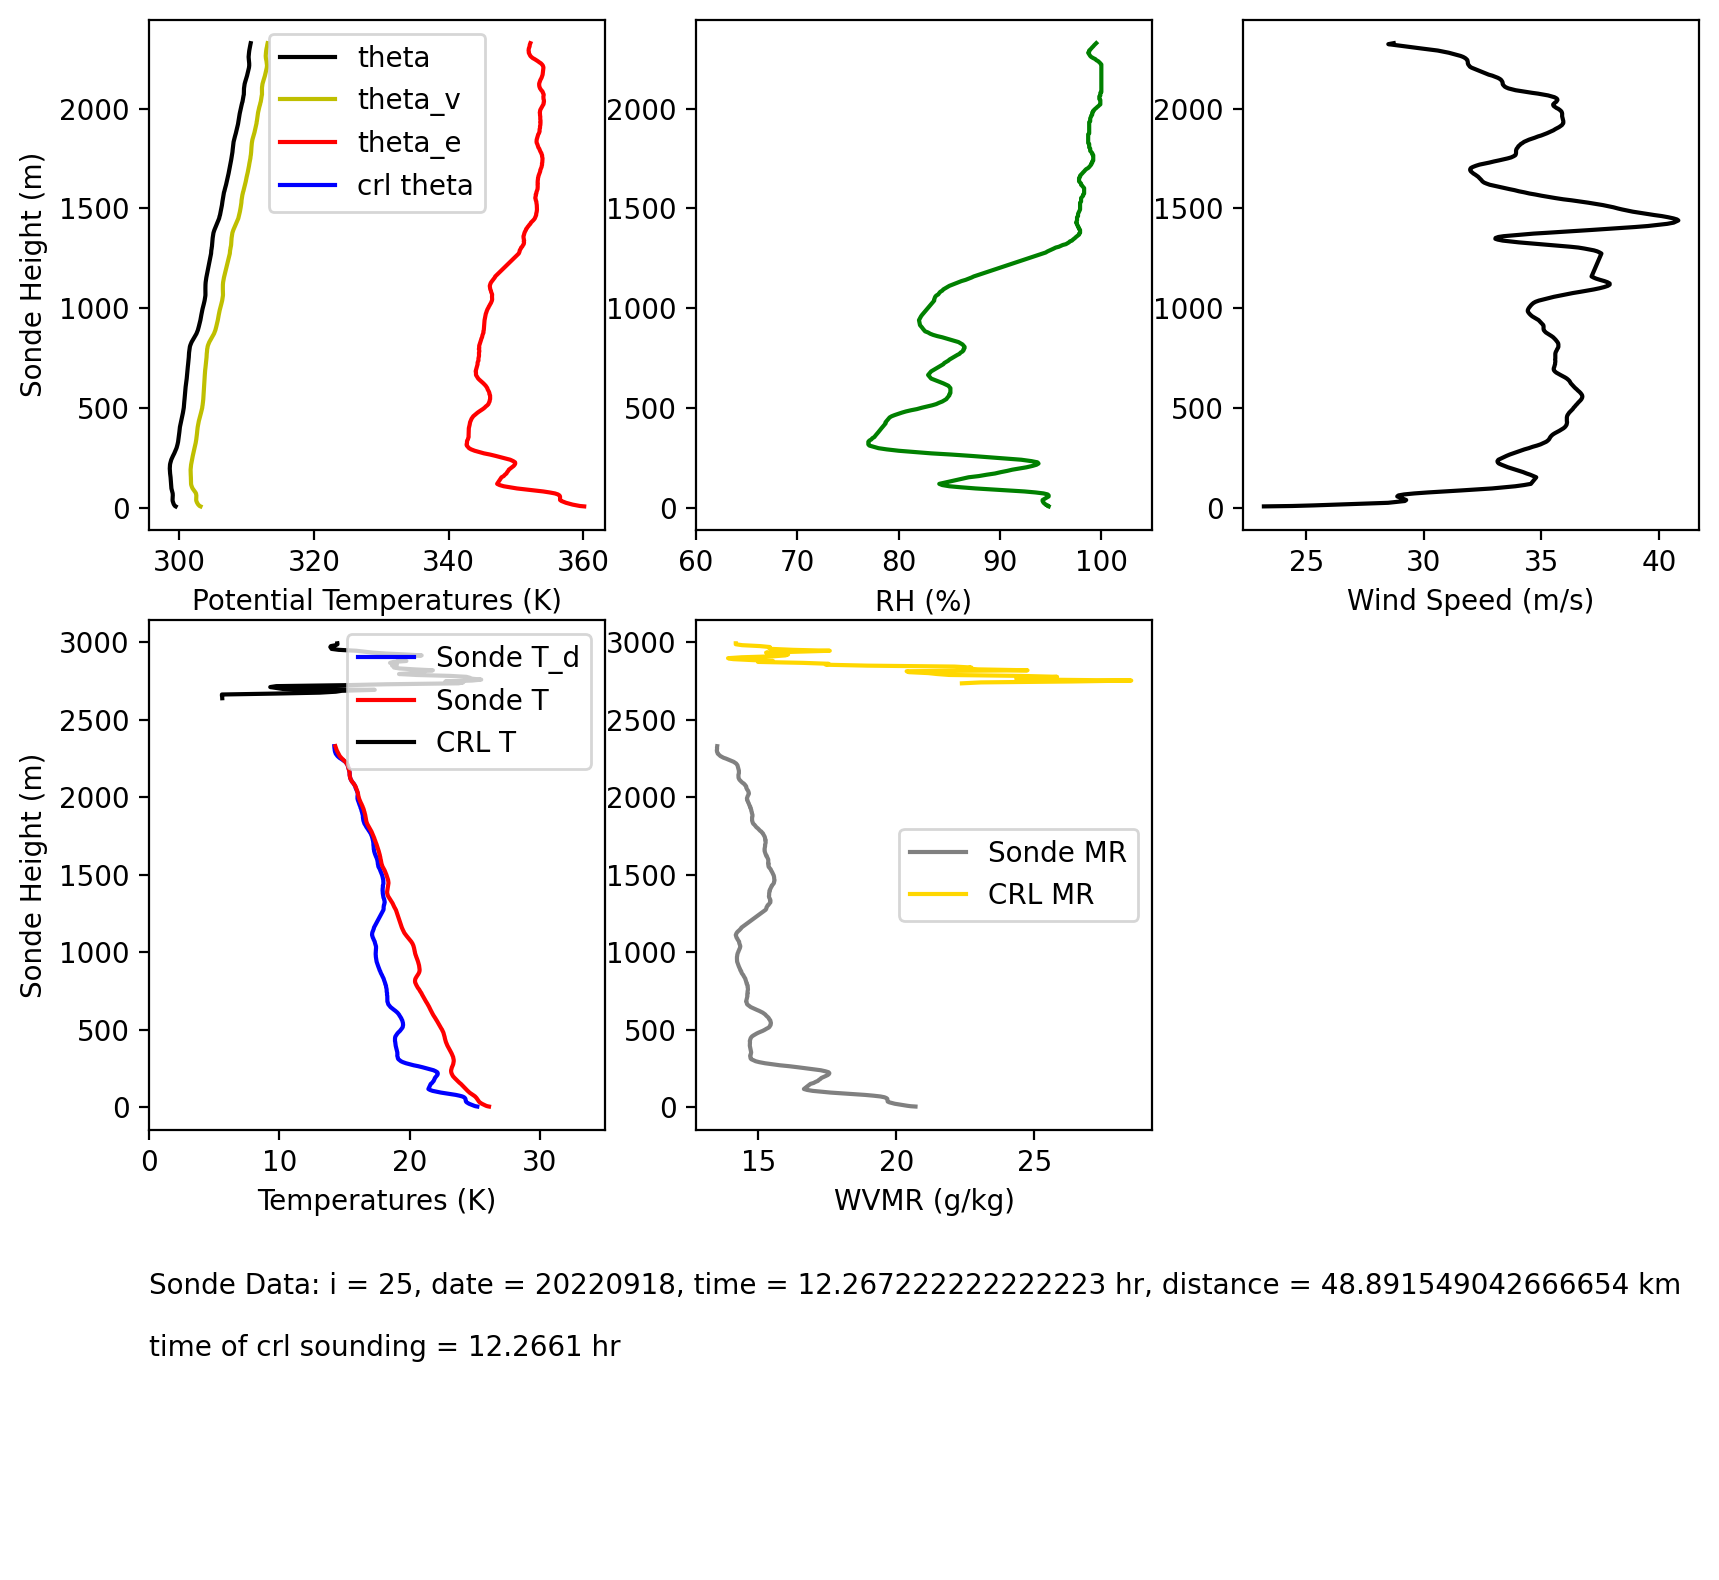 theta
theta_v
theta_e
crl theta
2000
1500
1000
500
0
Sonde Height (m)
300 320 340 360
Potential Temperatures (K)
2000
1500
1000
500
0
60 70 80 90 100
RH (%)
2000
1500
1000
500
0
25 30 35 40
Wind Speed (m/s)
Sonde T_d
Sonde T
CRL T
3000
2500
2000
1500
1000
500
0
Sonde Height (m)
0 10 20 30
Temperatures (K)
Sonde MR
CRL MR
3000
2500
2000
1500
1000
500
0
15 20 25
WVMR (g/kg)
Sonde Data: i = 25, date = 20220918, time = 12.267222222222223 hr, distance = 48.891549042666654 km
time of crl sounding = 12.2661 hr